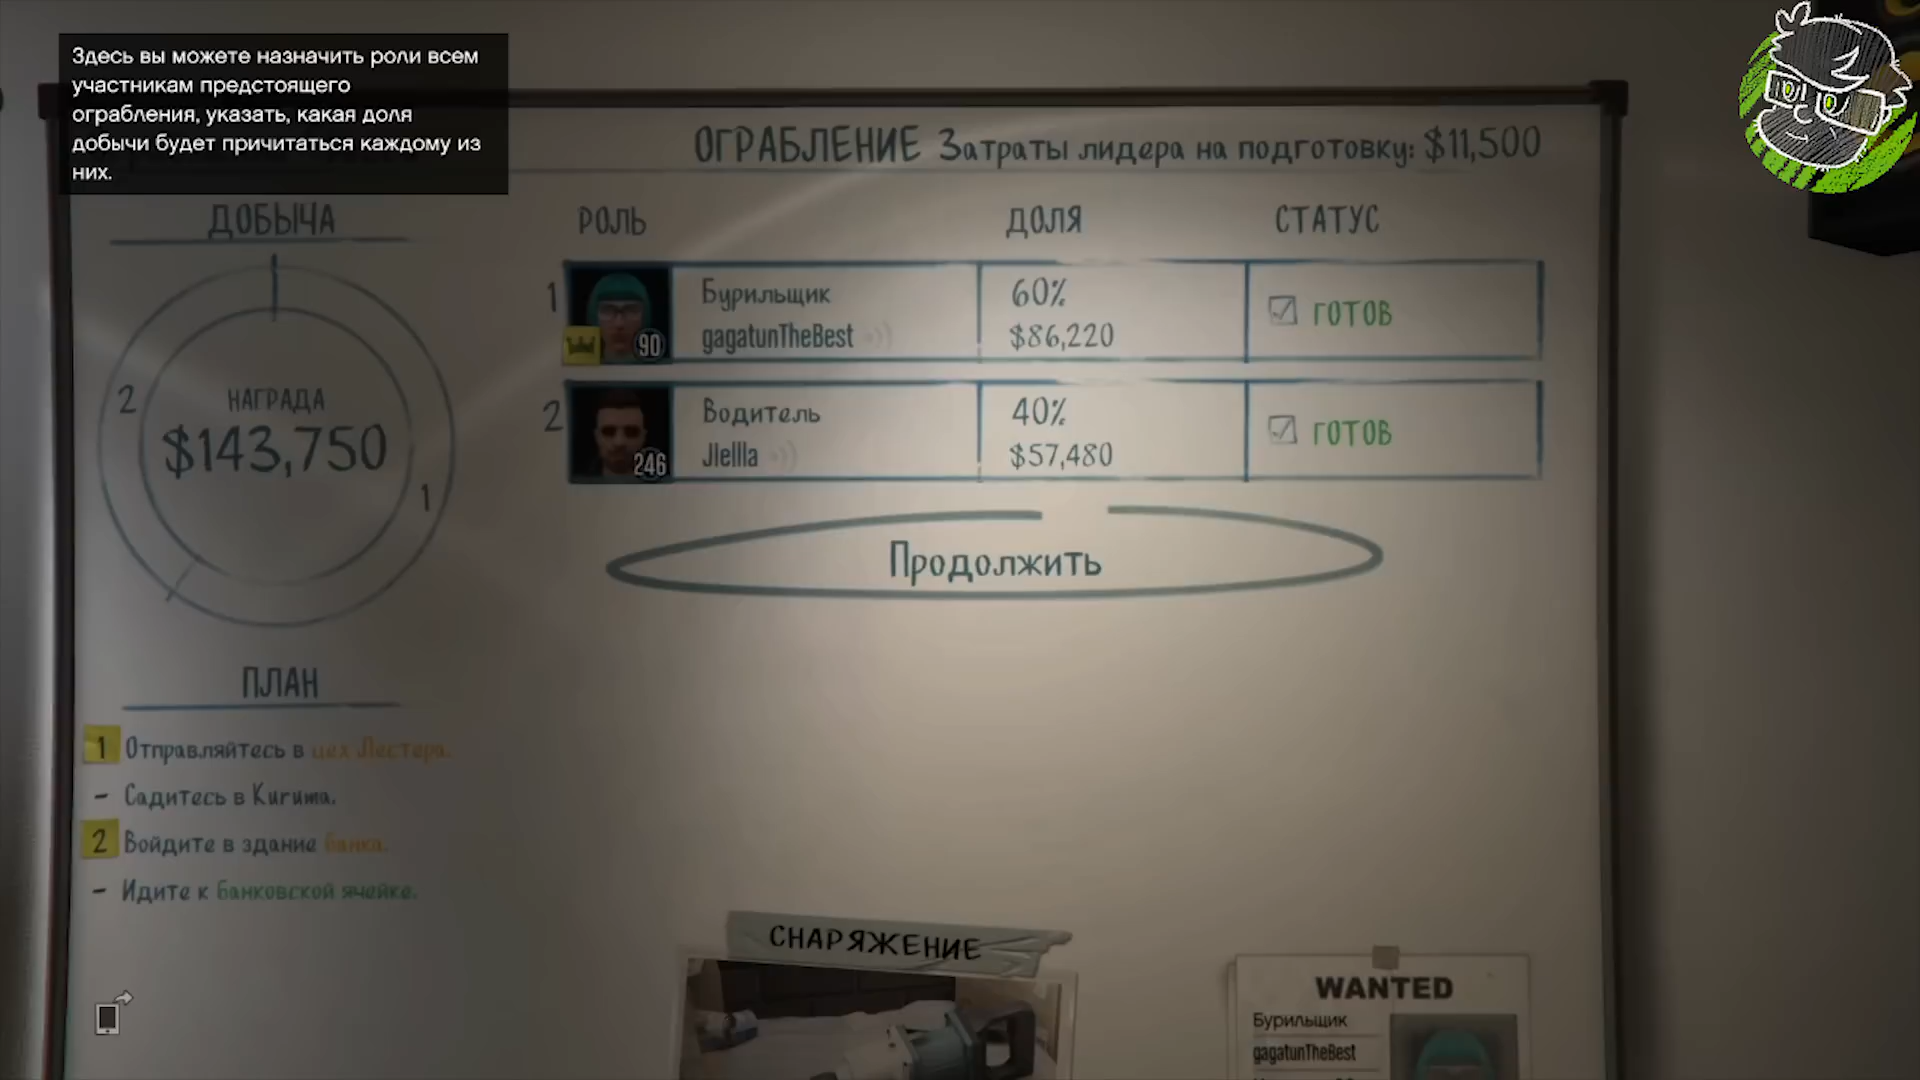 Здесь вы можете назначить роли всем
участникам предстоящего
ограбления, указать, какая доля
добычи будет причитаться каждому из
них.
ОГРАБЛЕНИЕ Затраты лидера на подготовку: $11,500
ДОБЫЧА
РОЛЬ
ДОЛЯ
СТАТУС
1
Бурильщик
60%
gagatunTheBest
$86,220
ГОТОВ
90
2
Водитель
40%
Jlellla
$57,480
ГОТОВ
246
НАГРАДА
$143,750
2
1
Продолжить
ПЛАН
1 Отправляйтесь в цех Лестера.
- Садитесь в Kuruma.
2 Войдите в здание банка.
- Идите к банковской ячейке.
СНАРЯЖЕНИЕ
WANTED
Бурильщик
gagatunTheBest